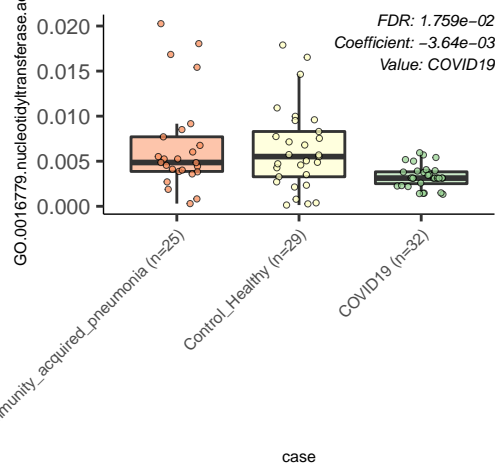 GO.0016779.nucleotidyltransferase.ac
FDR: 1.759e−02
Coefficient: −3.64e−03
Value: COVID19
0.020
0.015
0.010
0.005
0.000
munity_acquired_pneumonia (n=25)
Control_Healthy (n=29)
COVID19 (n=32)
case